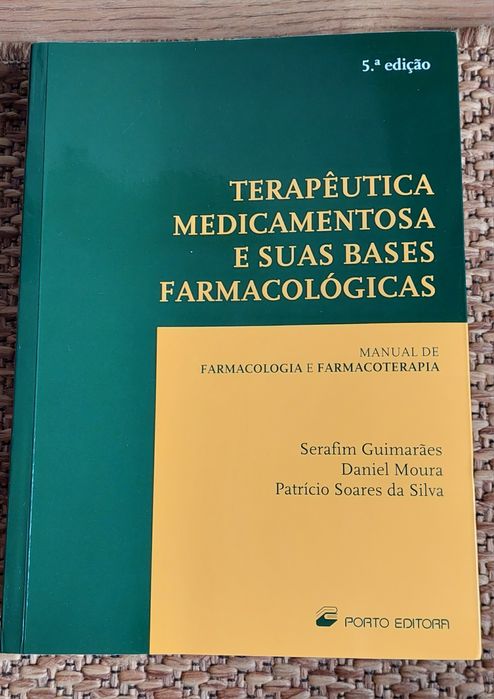 5.ª edição
TERAPÊUTICA
MEDICAMENTOSA
E SUAS BASES
FARMACOLÓGICAS
MANUAL DE
FARMACOLOGIA E FARMACOTERAPIA
Serafim Guimarães
Daniel Moura
Patrício Soares da Silva
PORTO EDITORA